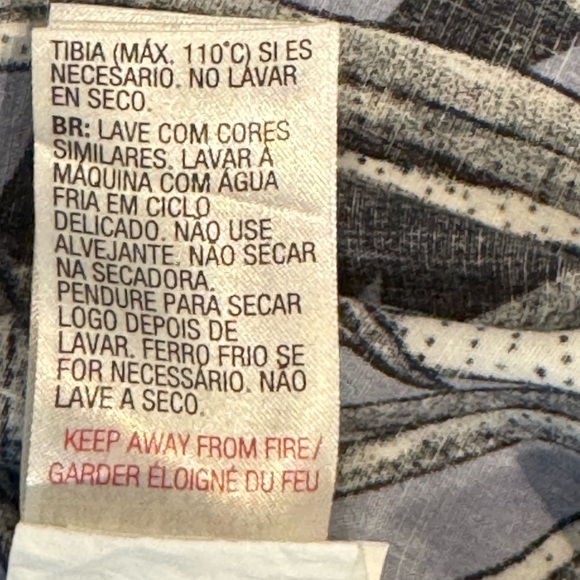 TIBIA (MÁX. 110°C) SI ES
NECESARIO. NO LAVAR
EN SECO.
BR: LAVE COM CORES
SIMILARES. LAVAR À
MÁQUINA COM ÁGUA
FRIA EM CICLO
DELICADO. NÃO USE
ALVEJANTE. NÃO SECAR
NA SECADORA.
PENDURE PARA SECAR
LOGO DEPOIS DE
LAVAR. FERRO FRIO SE
FOR NECESSÁRIO. NÃO
LAVE A SECO.
KEEP AWAY FROM FIRE/
GARDER ÉLOIGNÉ DU FEU